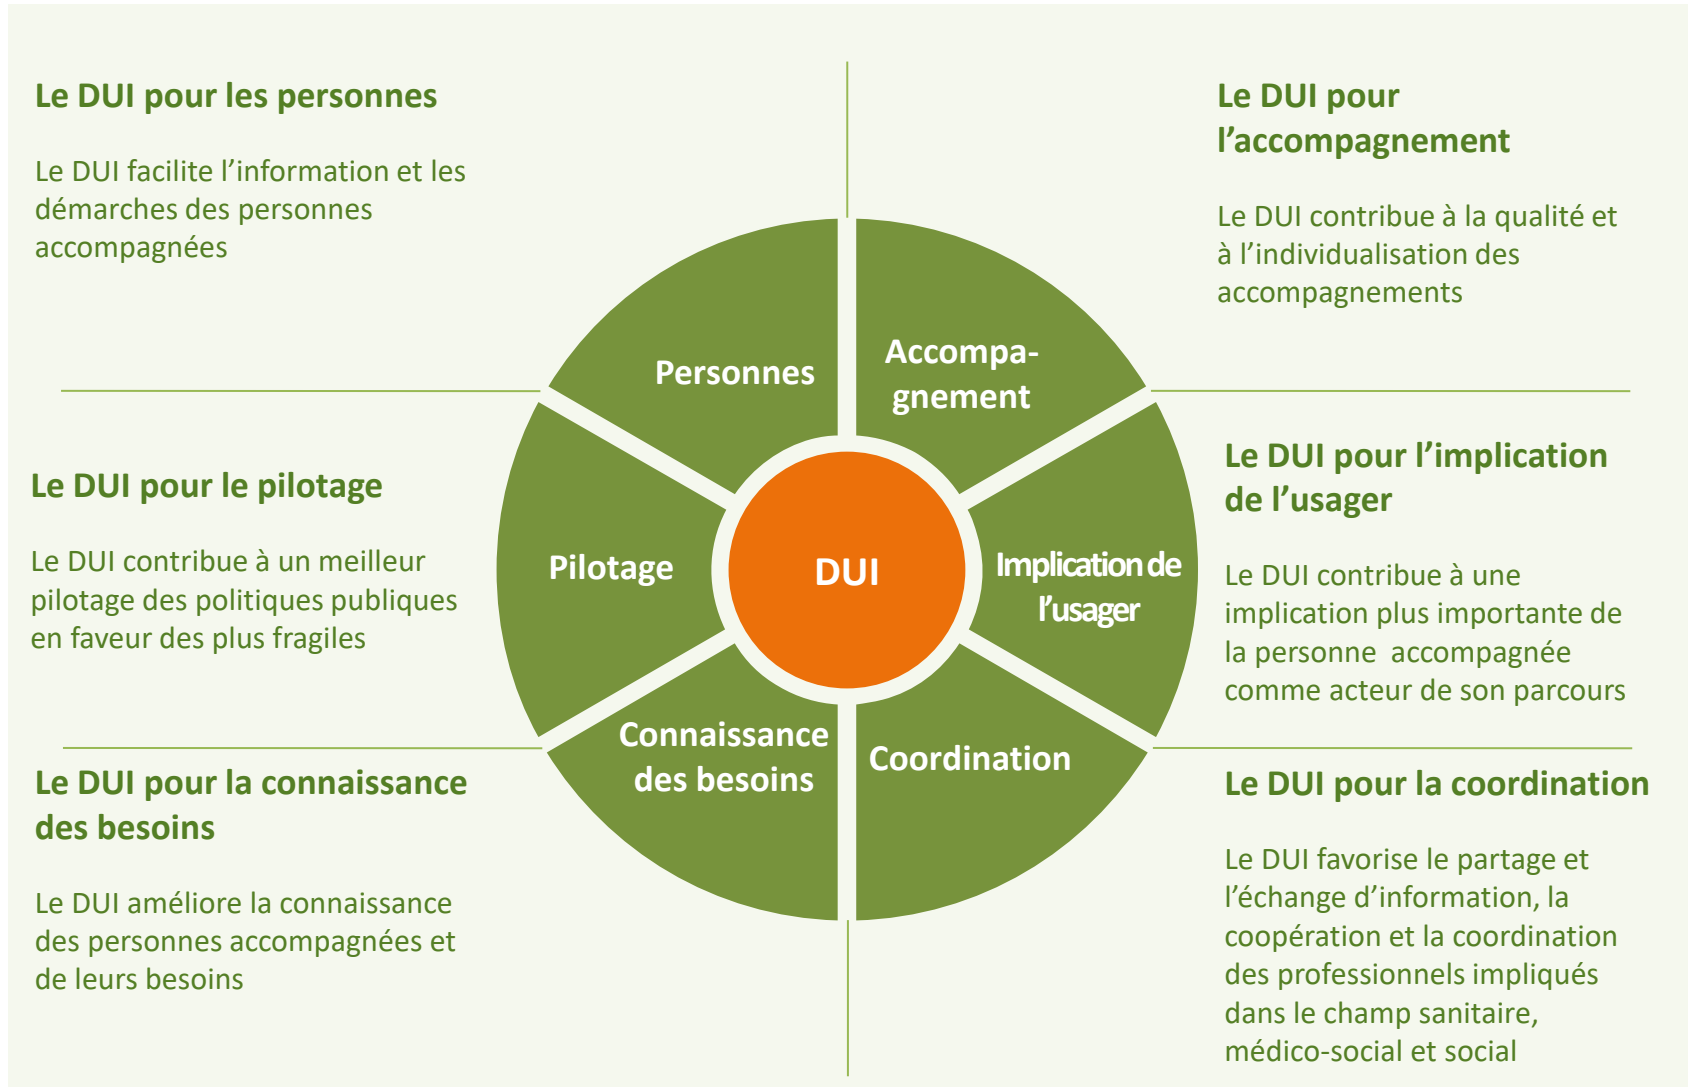 Le DUI pour les personnes
Le DUI facilite l’information et les
démarches des personnes
accompagnées
Le DUI pour
l’accompagnement
Le DUI contribue à la qualité et
à l’individualisation des
accompagnements
Personnes
Accompa-
gnement
Pilotage
DUI
Implication de
l’usager
Connaissance
des besoins
Coordination
Le DUI pour le pilotage
Le DUI contribue à un meilleur
pilotage des politiques publiques
en faveur des plus fragiles
Le DUI pour l’implication
de l’usager
Le DUI contribue à une
implication plus importante de
la personne  accompagnée
comme acteur de son parcours
Le DUI pour la connaissance
des besoins
Le DUI améliore la connaissance
des personnes accompagnées et
de leurs besoins
Le DUI pour la coordination
Le DUI favorise le partage et
l’échange d’information, la
coopération et la coordination
des professionnels impliqués
dans le champ sanitaire,
médico-social et social